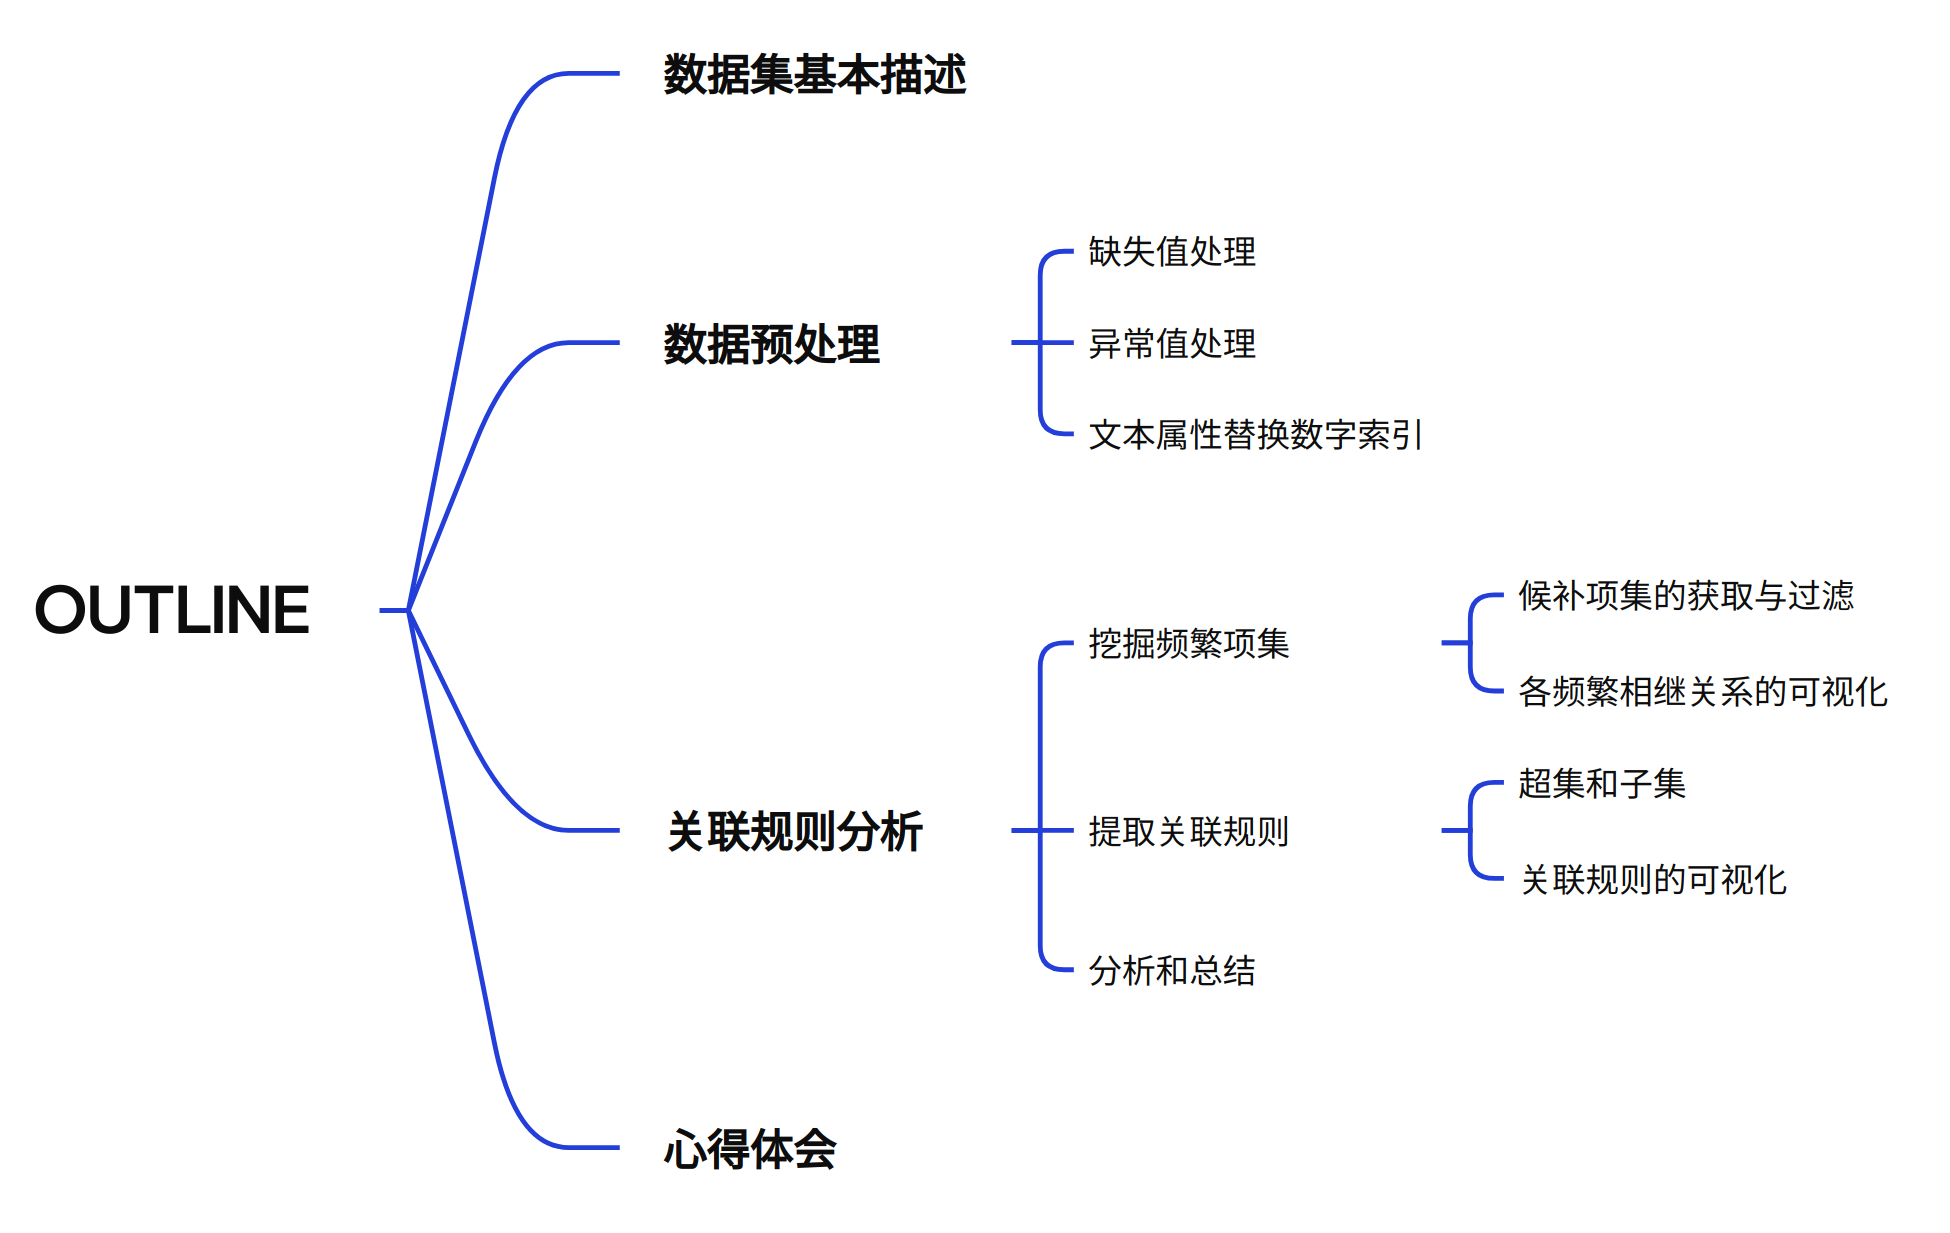 OUTLINE
数据集基本描述
数据预处理
缺失值处理
异常值处理
文本属性替换数字索引
关联规则分析
挖掘频繁项集
候补项集的获取与过滤
各频繁相继关系的可视化
提取关联规则
超集和子集
关联规则的可视化
分析和总结
心得体会